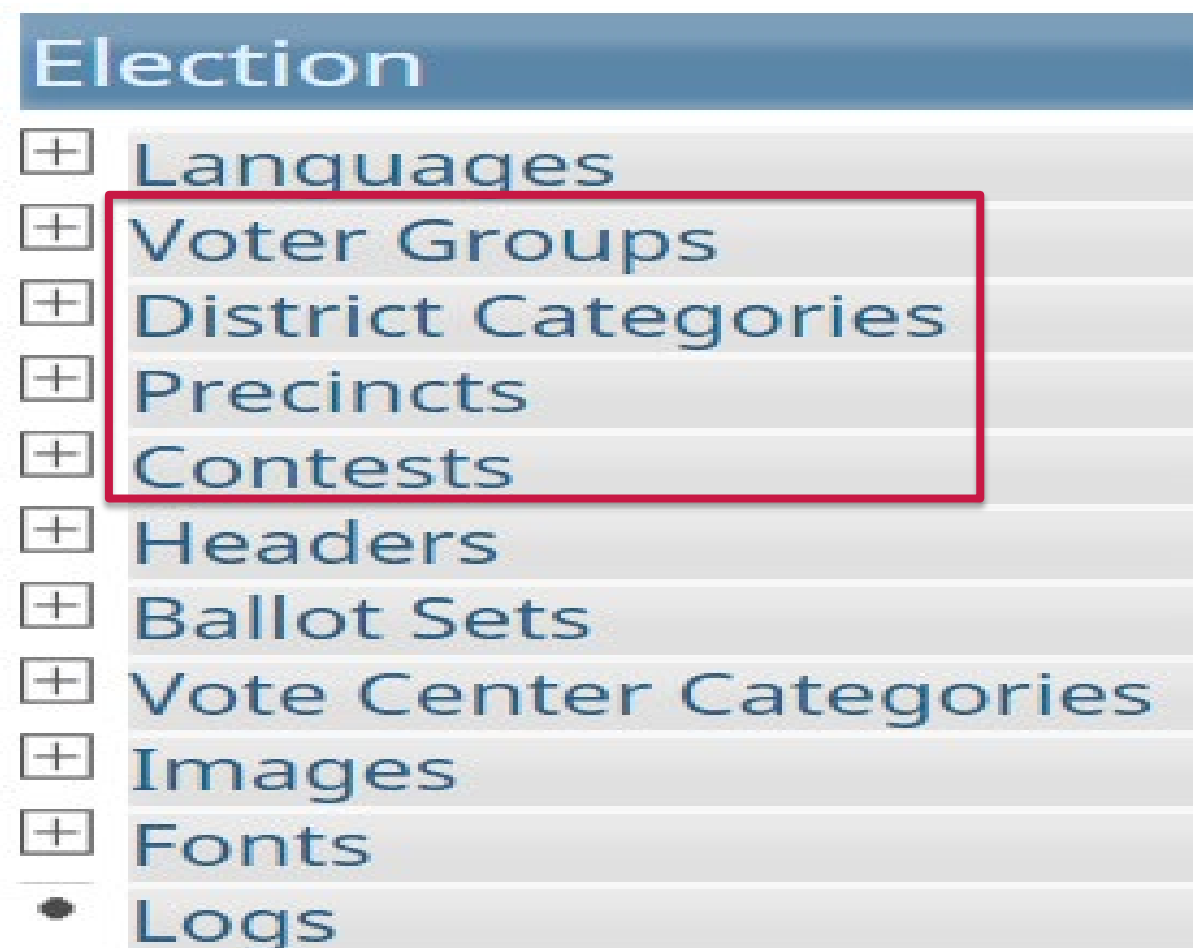 Election
Languages
Voter Groups
District Categories
Precincts
Contests
Headers
Ballot Sets
Vote Center Categories
Images
Fonts
Logs